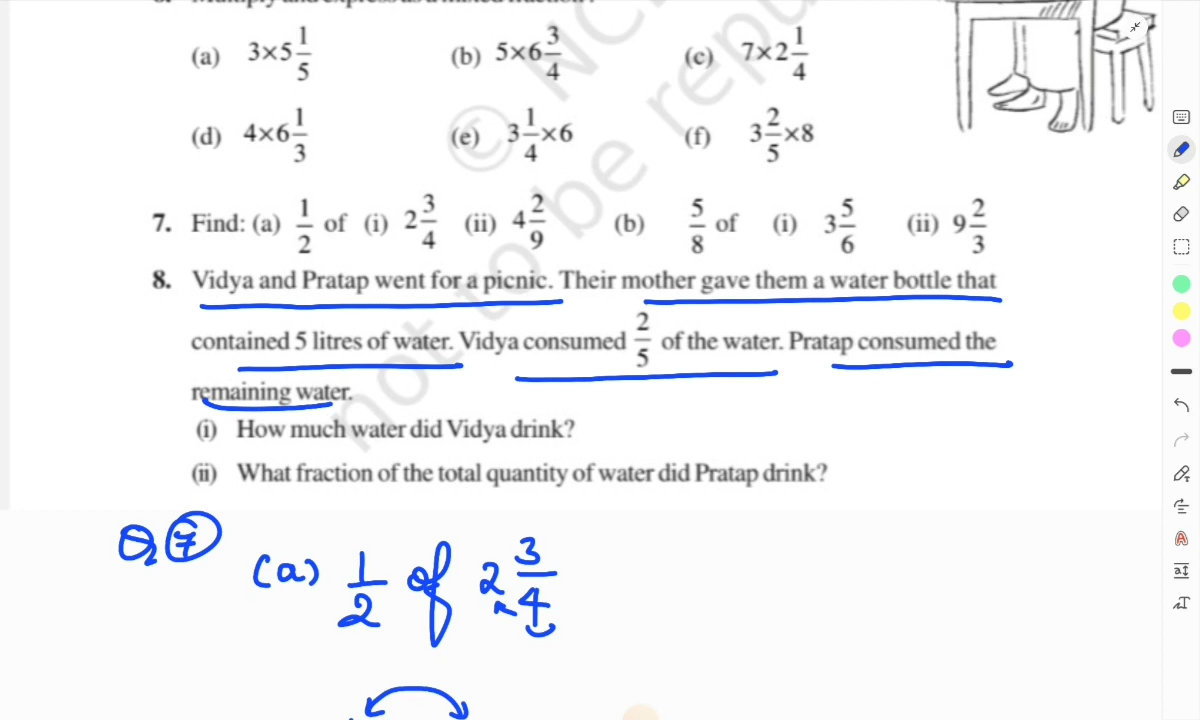 (a) 3×5 1/5 (b) 5×6 3/4 (c) 7×2 1/4
(d) 4×6 1/3 (e) 3 1/4 ×6 (f) 3 2/5 ×8
7. Find: (a) 1/2 of (i) 2 3/4 (ii) 4 2/9 (b) 5/8 of (i) 3 5/6 (ii) 9 2/3
8. Vidya and Pratap went for a picnic. Their mother gave them a water bottle that
contained 5 litres of water. Vidya consumed 2/5 of the water. Pratap consumed the
remaining water.
(i) How much water did Vidya drink?
(ii) What fraction of the total quantity of water did Pratap drink?
Q 7
(a) 1/2 of 2 3/4
© NC
not to be repu